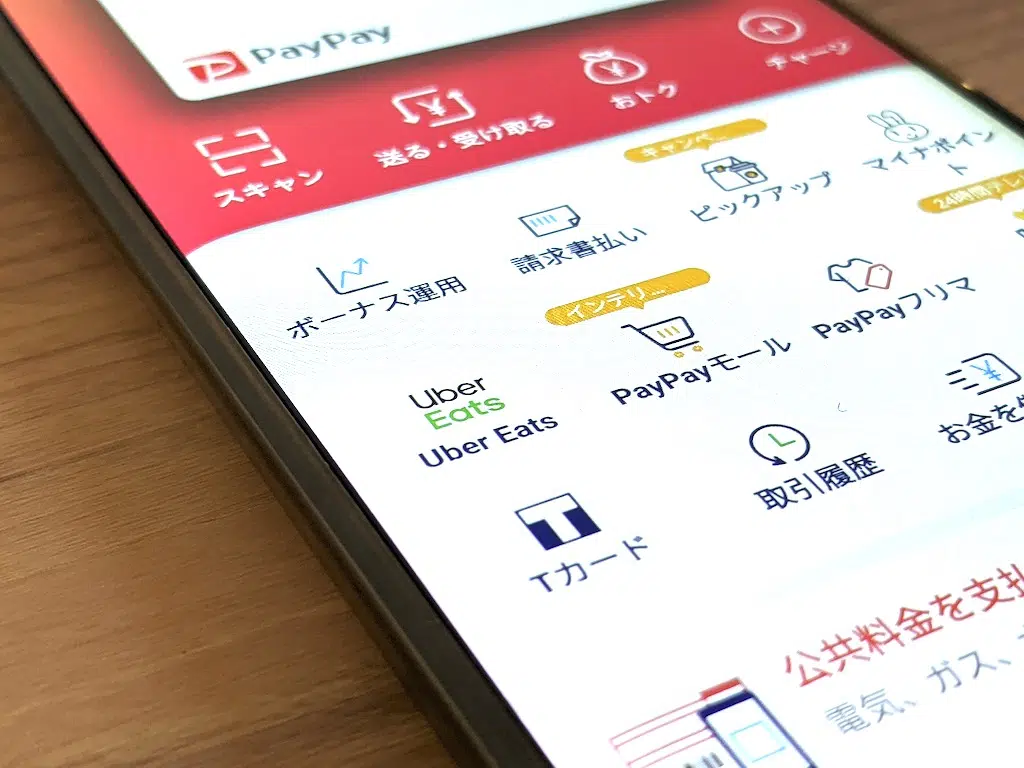 PayPay
スキャン
送る・受け取る
おトク
チャージ
ボーナス運用
請求書払い
キャンペ...
ピックアップ
マイナポイン
ト
Uber
Eats
Uber Eats
インテリ...
PayPayモール
PayPayフリマ
24時間テレ
Tカード
取引履歴
お金を
公共料金を支払
電気、ガス、